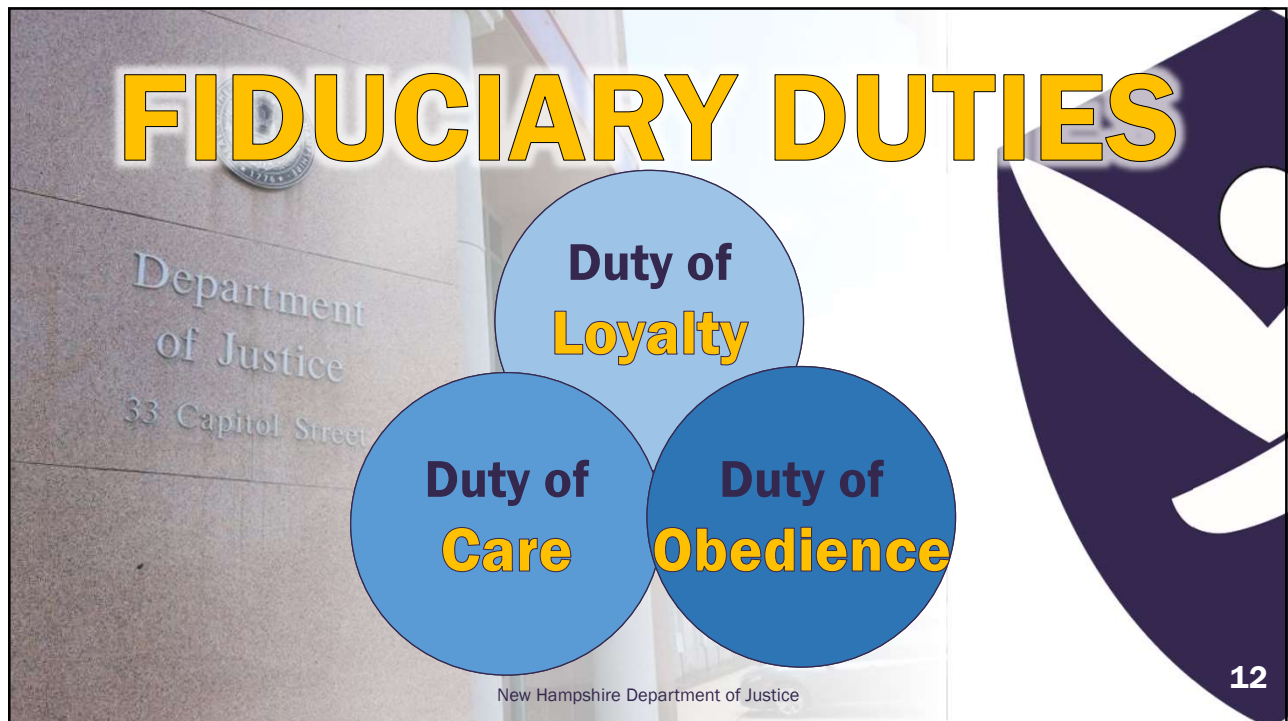 FIDUCIARY DUTIES
1776
Department
of Justice
33 Capitol Street
Duty of
Loyalty
Duty of
Care
Duty of
Obedience
New Hampshire Department of Justice
12